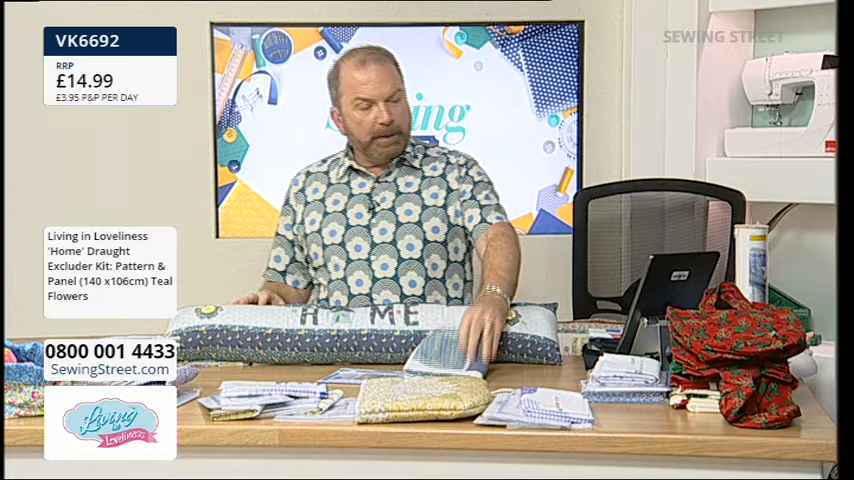 VK6692
SEWING STREET
RRP
£14.99
£3.95 P&P PER DAY
ing
Living in Loveliness
'Home' Draught
Excluder Kit: Pattern &
Panel (140 x106cm) Teal
Flowers
HOME
0800 001 4433
SewingStreet.com
Living
in
Loveliness